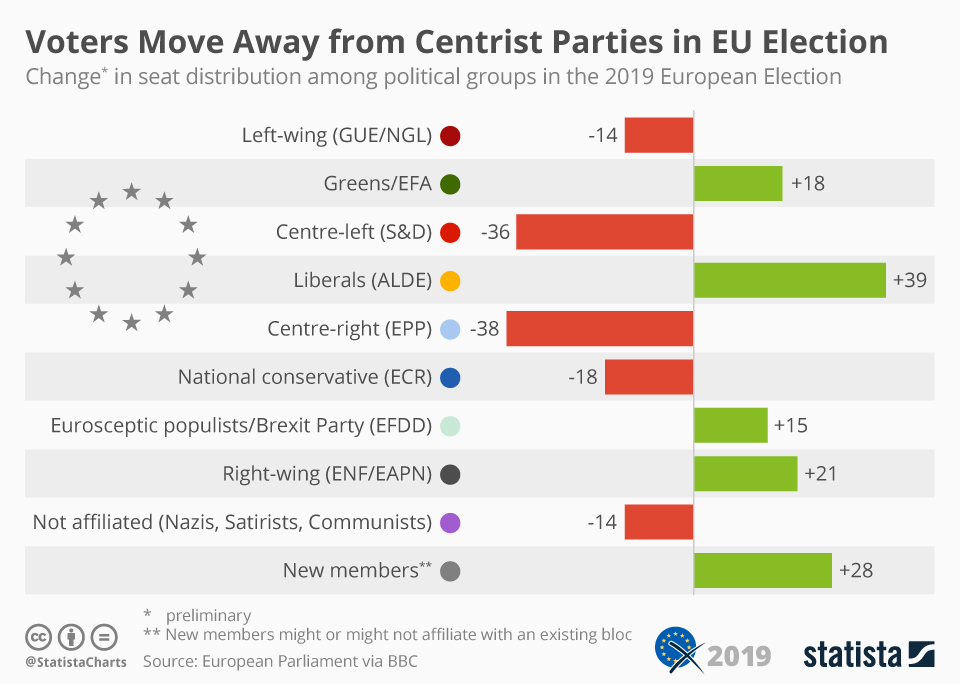 Voters Move Away from Centrist Parties in EU Election
Change* in seat distribution among political groups in the 2019 European Election
Left-wing (GUE/NGL) -14
Greens/EFA +18
Centre-left (S&D) -36
Liberals (ALDE) +39
Centre-right (EPP) -38
National conservative (ECR) -18
Eurosceptic populists/Brexit Party (EFDD) +15
Right-wing (ENF/EAPN) +21
Not affiliated (Nazis, Satirists, Communists) -14
New members** +28
* preliminary
** New members might or might not affiliate with an existing bloc
cc
@StatistaCharts
Source: European Parliament via BBC
2019
statista